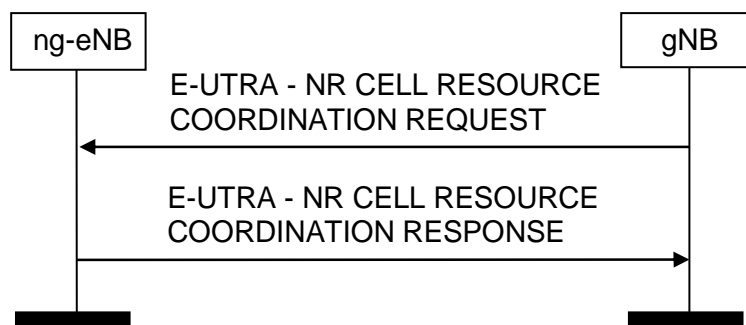 ng-eNB
gNB
E-UTRA - NR CELL RESOURCE
COORDINATION REQUEST
E-UTRA - NR CELL RESOURCE
COORDINATION RESPONSE